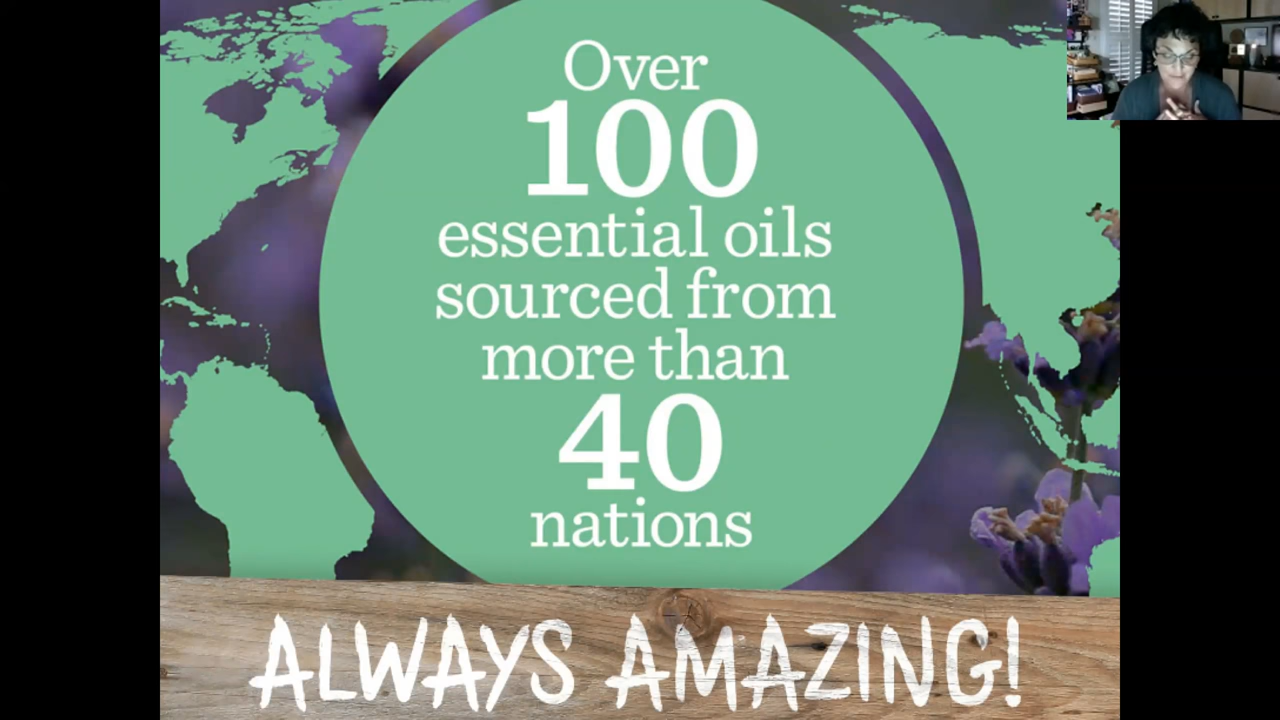 Over
100
essential oils
sourced from
more than
40
nations
ALWAYS AMAZING!